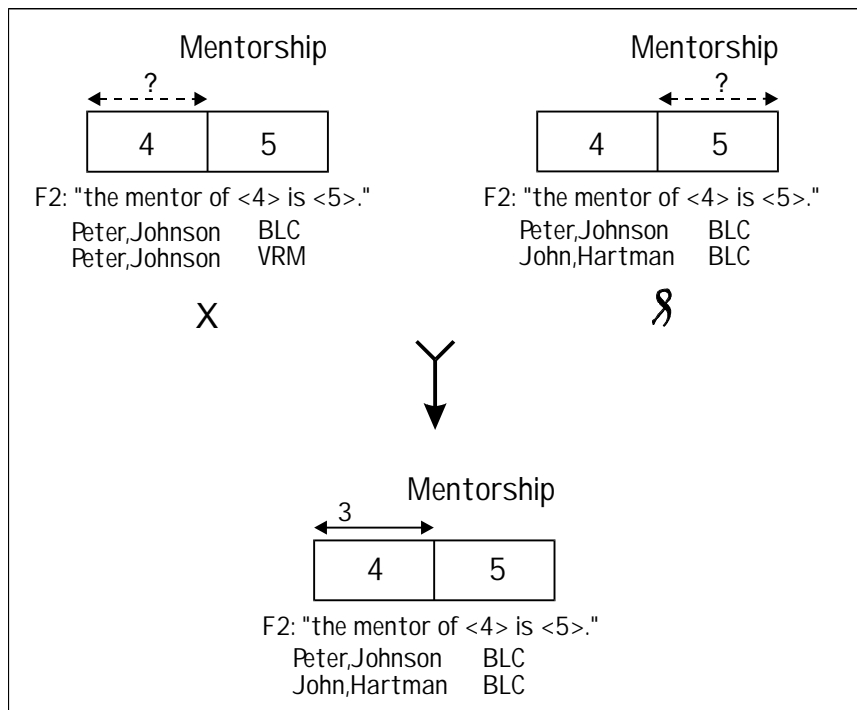 Mentorship
?
4 5
F2: "the mentor of <4> is <5>."
Peter,Johnson BLC
Peter,Johnson VRM
X
Mentorship
?
4 5
F2: "the mentor of <4> is <5>."
Peter,Johnson BLC
John,Hartman BLC
Mentorship
3
4 5
F2: "the mentor of <4> is <5>."
Peter,Johnson BLC
John,Hartman BLC